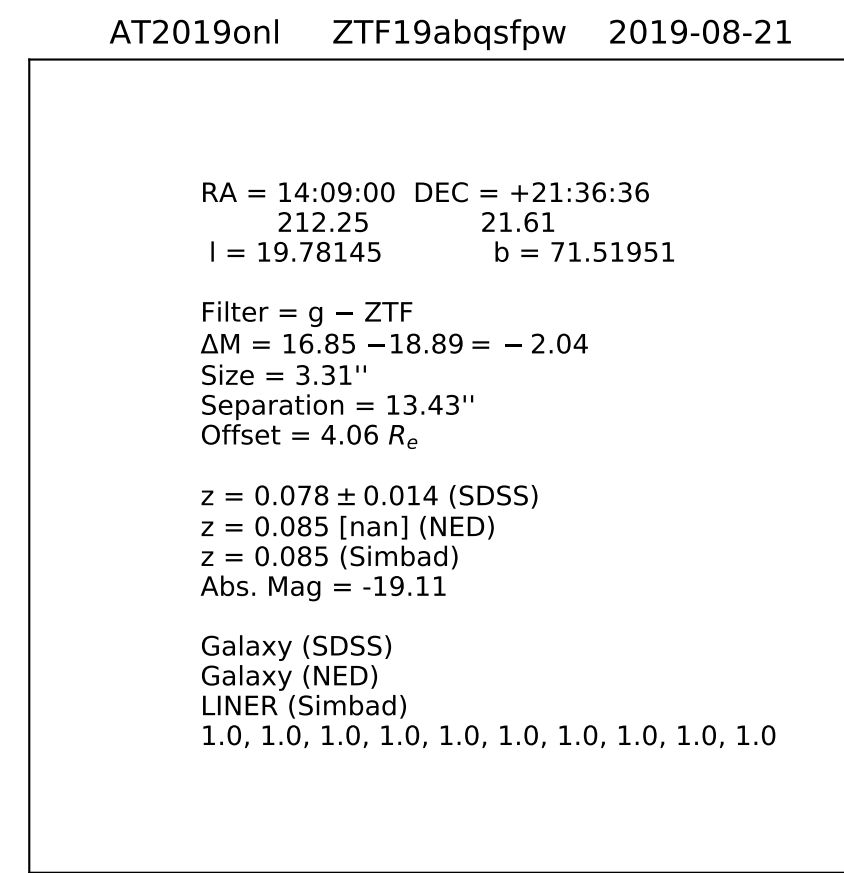 AT2019onl ZTF19abqsfpw 2019-08-21
RA = 14:09:00 DEC = +21:36:36
212.25 21.61
l = 19.78145 b = 71.51951
Filter = g − ZTF
ΔM = 16.85 −18.89 = − 2.04
Size = 3.31''
Separation = 13.43''
Offset = 4.06 Rₑ
z = 0.078 ± 0.014 (SDSS)
z = 0.085 [nan] (NED)
z = 0.085 (Simbad)
Abs. Mag = -19.11
Galaxy (SDSS)
Galaxy (NED)
LINER (Simbad)
1.0, 1.0, 1.0, 1.0, 1.0, 1.0, 1.0, 1.0, 1.0, 1.0